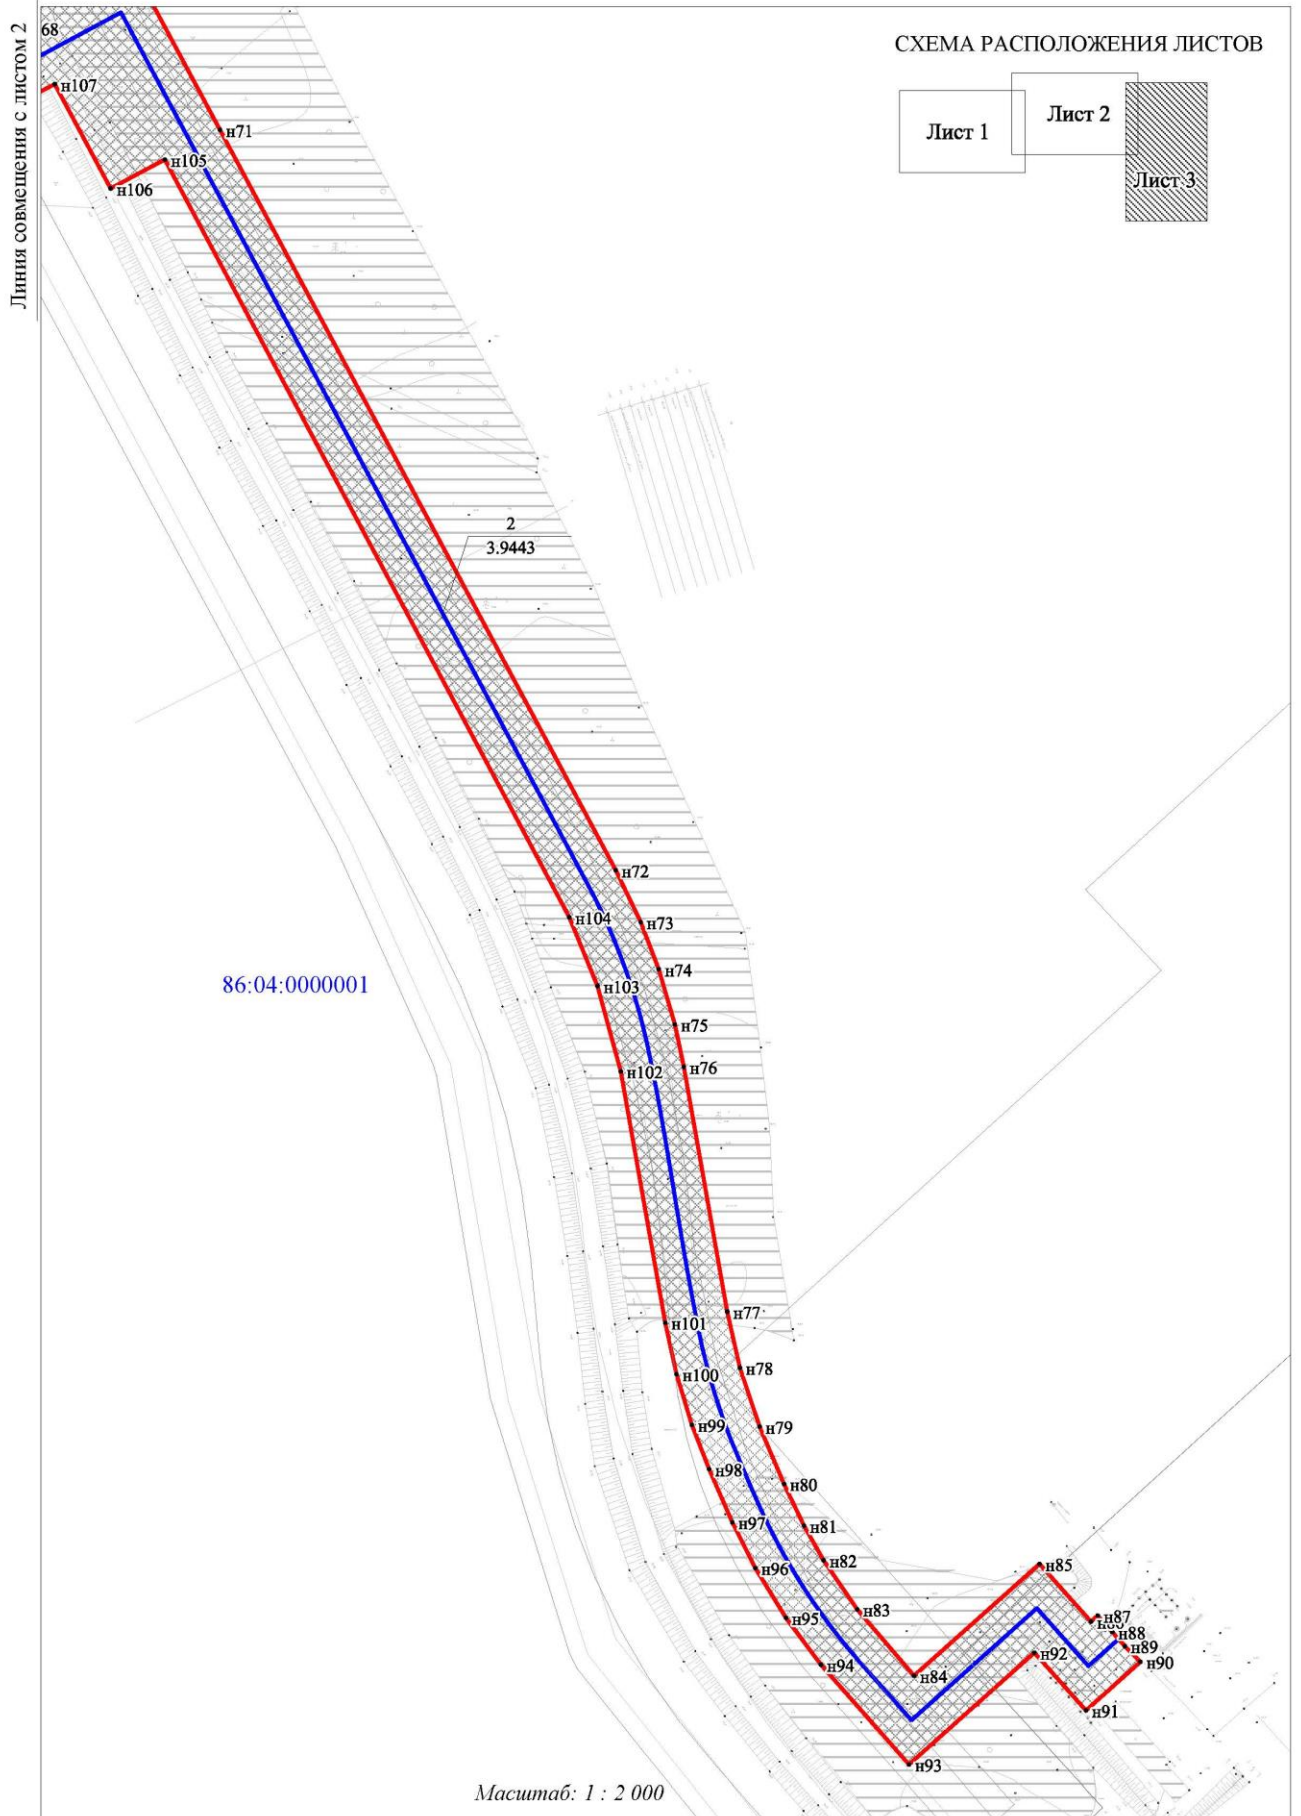 Линия совмещения с листом 2
СХЕМА РАСПОЛОЖЕНИЯ ЛИСТОВ
Лист 1
Лист 2
Лист 3
68
н107
н71
н105
н106
2
3.9443
н72
н104
н73
н74
н103
86:04:0000001
н75
н76
н102
н77
н101
н78
н100
н99
н79
н98
н80
н97
н81
н82
н96
н85
н83
н95
н87
н88
н89
н92
н90
н94
н84
н91
н93
Масштаб: 1 : 2 000